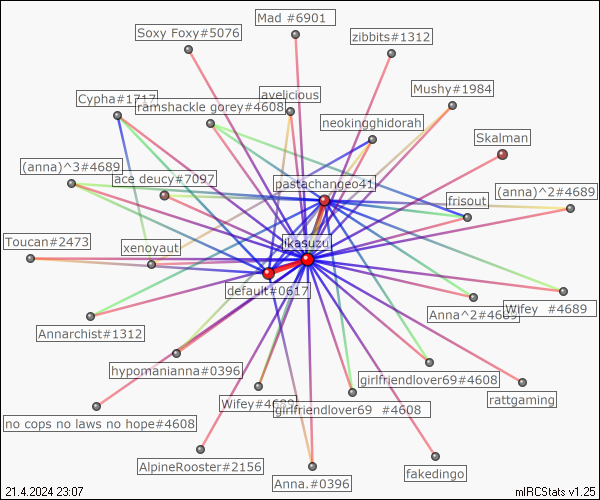 Mad #6901
Soxy Foxy#5076
zibbits#1312
Mushy#1984
avelicious
Cypha#1717
ramshackle gorey#4608
neokingghidorah
Skalman
(anna)^3#4689
ace deucy#7097
pastachange041
(anna)^2#4689
frisout
Toucan#2473
xenoyaut
ikasuzu
default#0617
Annarchist#1312
Anna^2#4689
Wifey #4689
hypomanianna#0396
girlfriendlover69#4608
rattgaming
Wifey#4689
girlfriendlover69 #4608
no cops no laws no hope#4608
AlpineRooster#2156
Anna.#0396
fakedingo
21.4.2024 23:07
mIRCStats v1.25